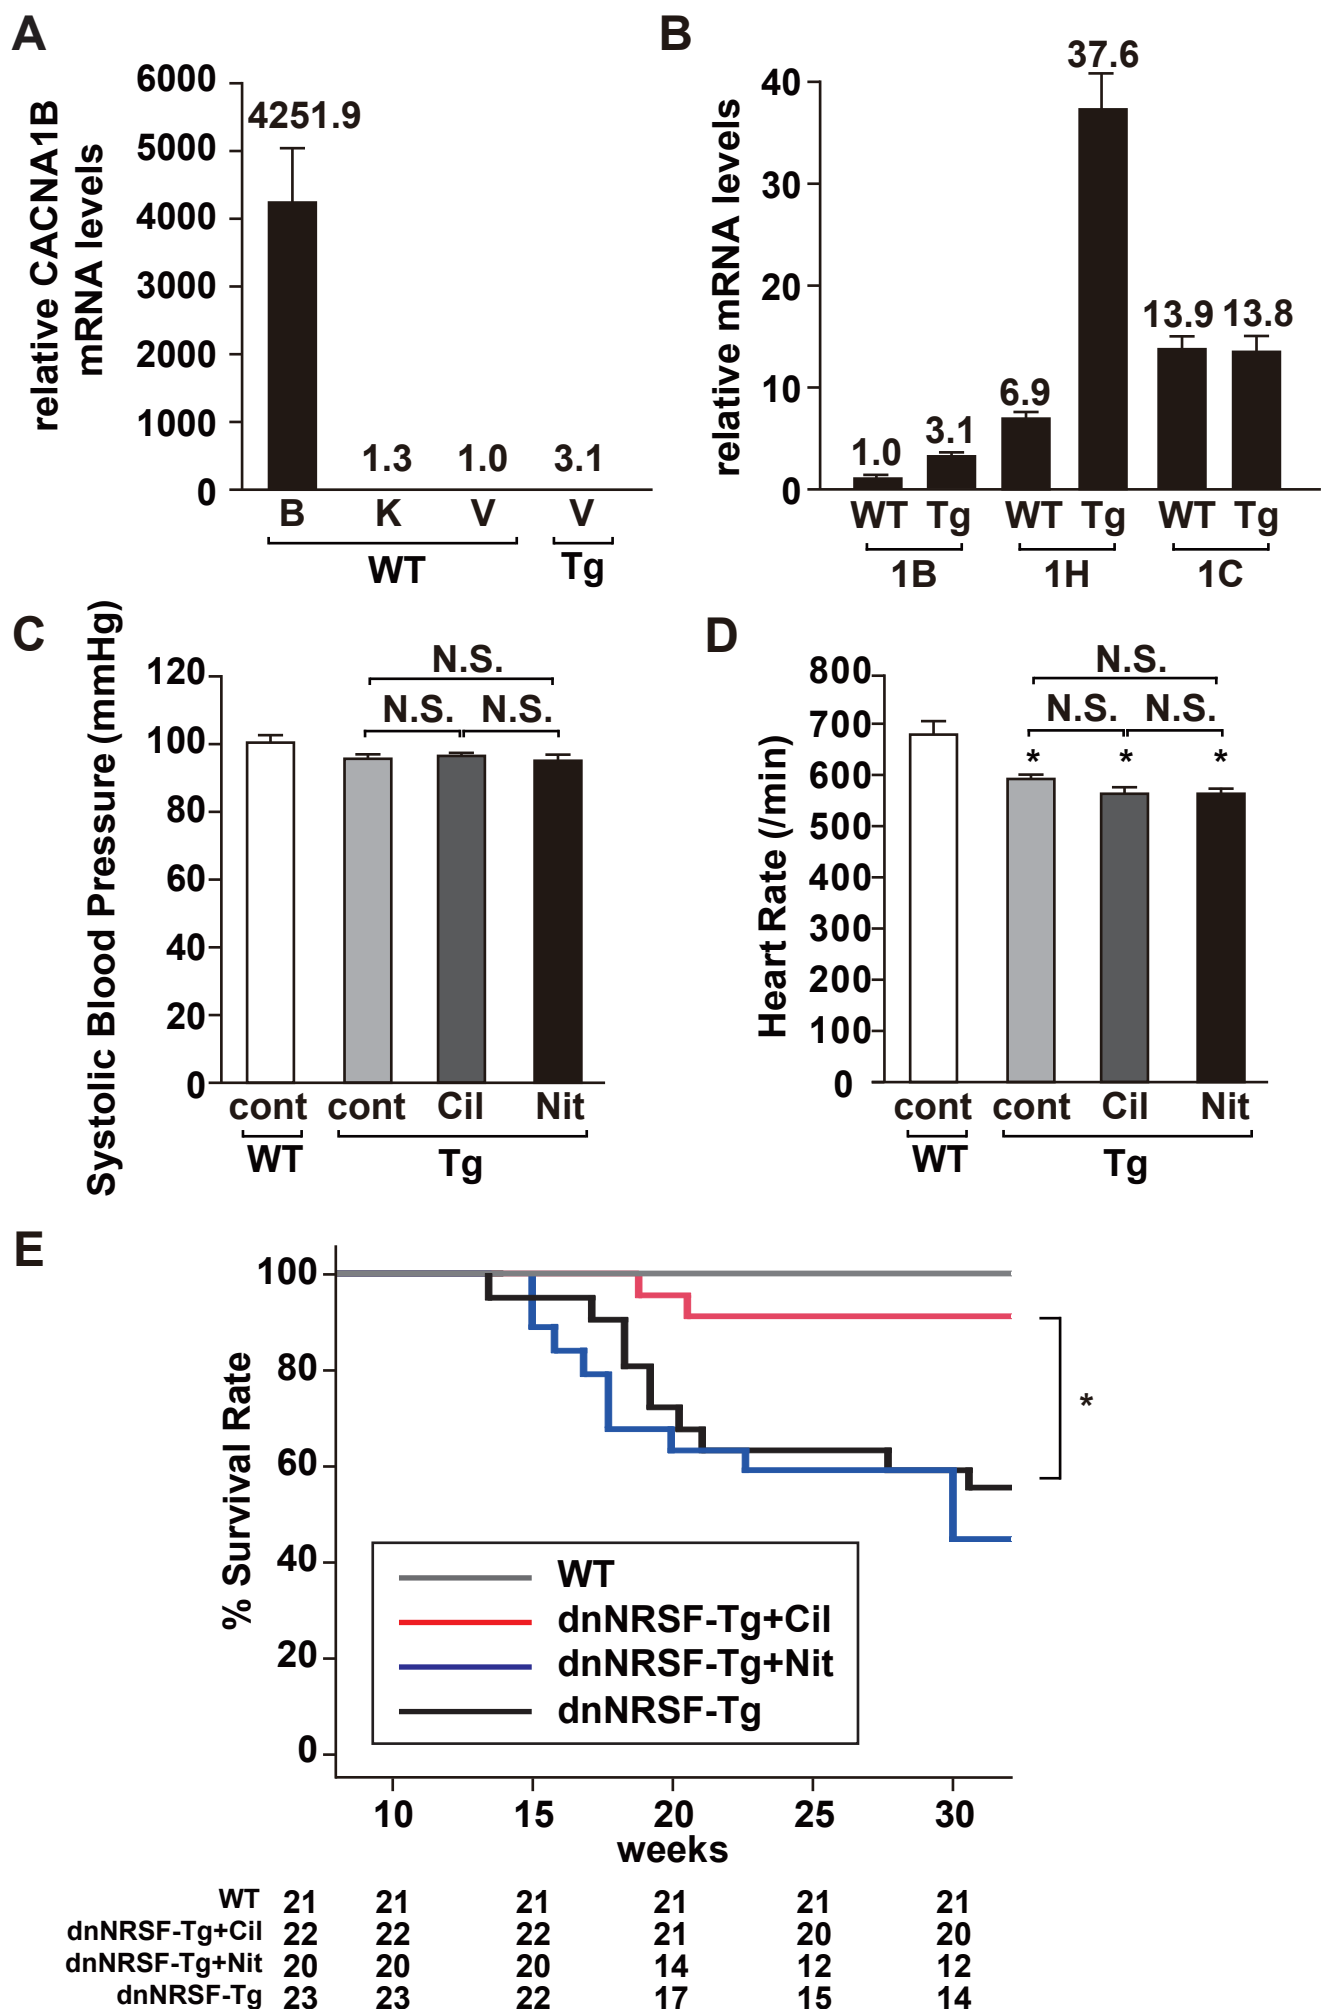 A
relative CACNA1B
mRNA levels
6000
5000
4000
3000
2000
1000
0
4251.9
1.3
1.0
3.1
B K V V
WT Tg
B
relative mRNA levels
40
30
20
10
0
1.0
3.1
6.9
37.6
13.9
13.8
WT Tg WT Tg WT Tg
1B 1H 1C
C
Systolic Blood Pressure (mmHg)
120
100
80
60
40
20
0
N.S.
N.S. N.S.
cont cont Cil Nit
WT Tg
D
Heart Rate (/min)
800
700
600
500
400
300
200
100
0
N.S.
N.S. N.S.
* * *
cont cont Cil Nit
WT Tg
E
% Survival Rate
100
80
60
40
20
0
*
WT
dnNRSF-Tg+Cil
dnNRSF-Tg+Nit
dnNRSF-Tg
10 15 20 25 30
weeks
WT 21 21 21 21 21 21
dnNRSF-Tg+Cil 22 22 22 21 20 20
dnNRSF-Tg+Nit 20 20 20 14 12 12
dnNRSF-Tg 23 23 22 17 15 14